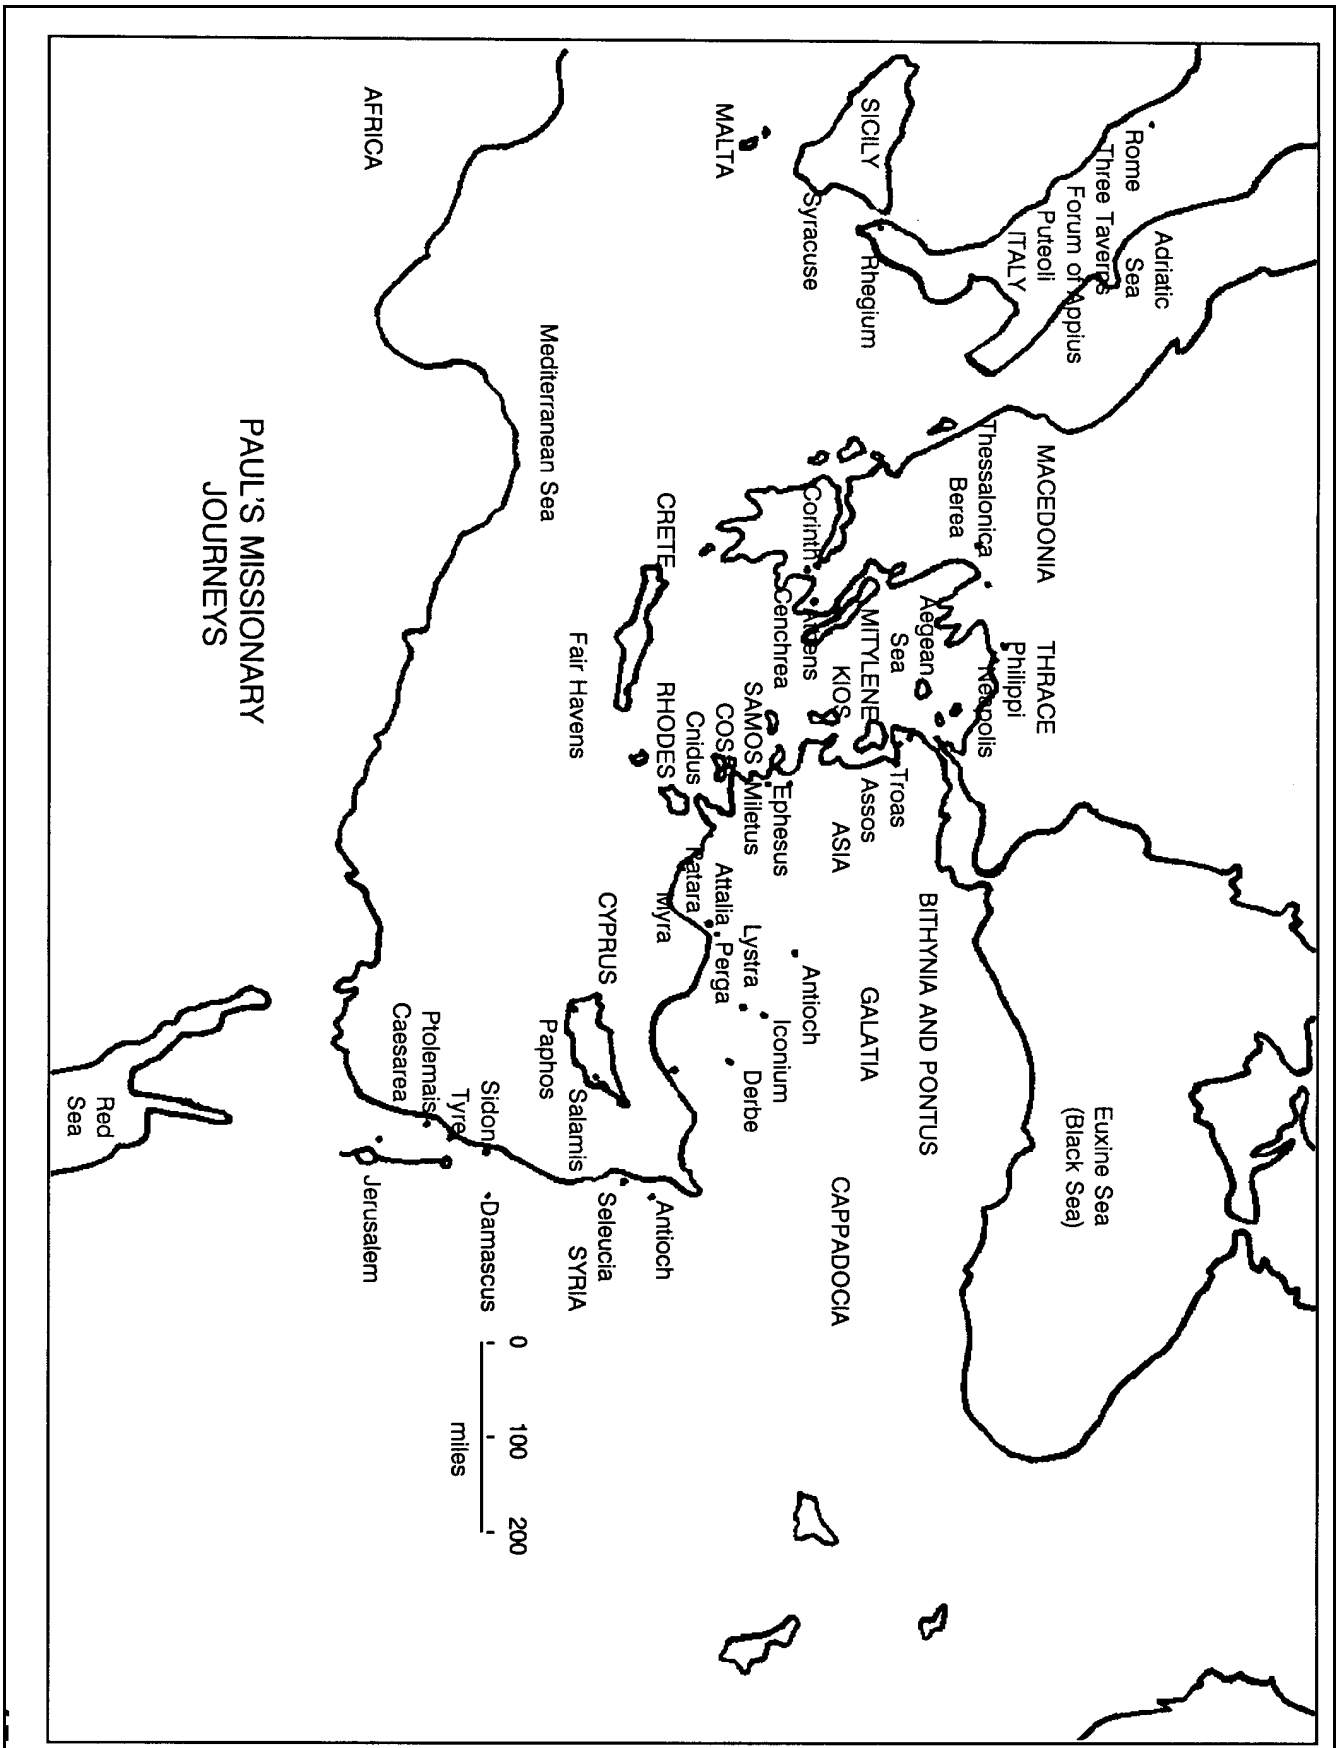 Adriatic
Sea
Rome
Three Taverns
Forum of Appius
Puteoli
ITALY
SICILY
Rhegium
Syracuse
MALTA
AFRICA
Mediterranean Sea
MACEDONIA
THRACE
Thessalonica
Berea
Philippi
Neapolis
Aegean
Sea
MITYLENE
KIOS
Corinth
Athens
Cenchrea
SAMOS
COS
Cnidus
RHODES
CRETE
Fair Havens
Troas
Assos
ASIA
Ephesus
Miletus
Patara
Myra
Attalia
Perga
Lystra
Antioch
Iconium
Derbe
BITHYNIA AND PONTUS
GALATIA
CAPPADOCIA
Euxine Sea
(Black Sea)
CYPRUS
Paphos
Salamis
Antioch
Seleucia
SYRIA
Sidon
Tyre
Ptolemais
Caesarea
Damascus
Jerusalem
Red
Sea
0 100 200
miles
PAUL'S MISSIONARY
JOURNEYS